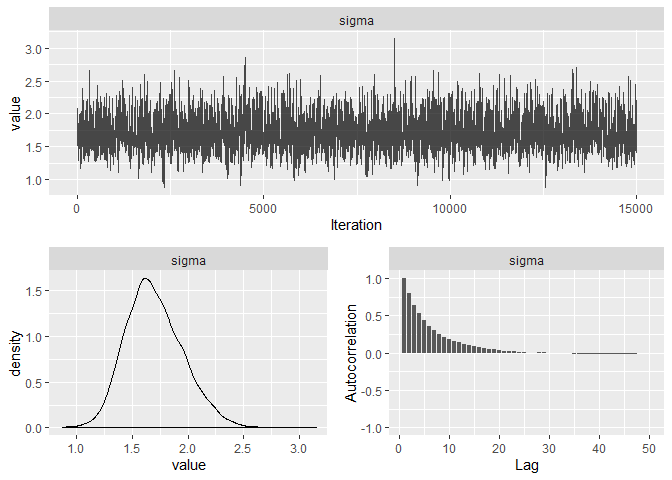 sigma
3.0
2.5
2.0
1.5
1.0
value
0 5000 10000 15000
Iteration
sigma
1.5
1.0
0.5
0.0
density
1.0 1.5 2.0 2.5 3.0
value
sigma
1.0
0.5
0.0
-0.5
-1.0
Autocorrelation
0 10 20 30 40 50
Lag